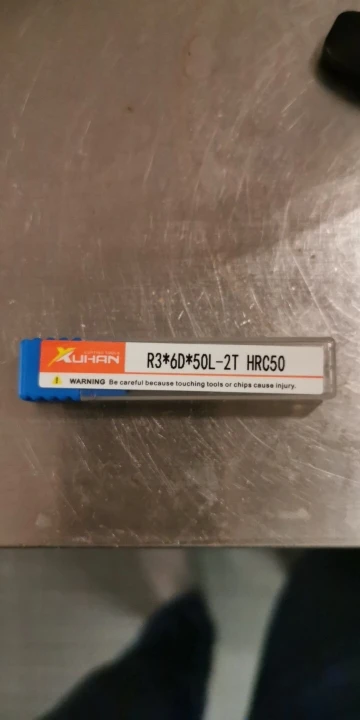 XUHAN
R3*6D*50L-2T HRC50
WARNING Be careful because touching tools or chips cause injury.